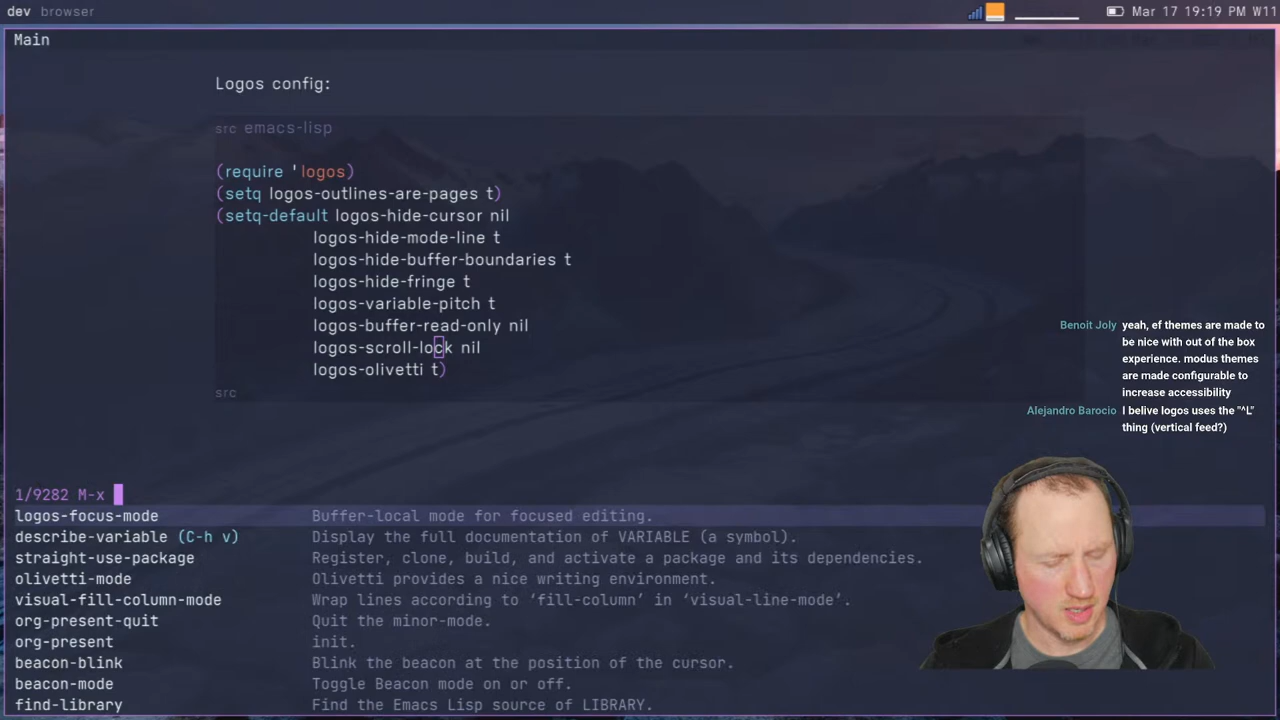 dev browser
Mar 17 19:19 PM W11
Main
Logos config:
src emacs-lisp
(require 'logos)
(setq logos-outlines-are-pages t)
(setq-default logos-hide-cursor nil
logos-hide-mode-line t
logos-hide-buffer-boundaries t
logos-hide-fringe t
logos-variable-pitch t
logos-buffer-read-only nil
logos-scroll-lock nil
logos-olivetti t)
src
Benoit Joly yeah, ef themes are made to
be nice with out of the box
experience. modus themes
are made configurable to
increase accessibility
Alejandro Barocio I belive logos uses the "^L"
thing (vertical feed?)
1/9282 M-x
logos-focus-mode Buffer-local mode for focused editing.
describe-variable (C-h v) Display the full documentation of VARIABLE (a symbol).
straight-use-package Register, clone, build, and activate a package and its dependencies.
olivetti-mode Olivetti provides a nice writing environment.
visual-fill-column-mode Wrap lines according to ‘fill-column’ in ‘visual-line-mode’.
org-present-quit Quit the minor-mode.
org-present init.
beacon-blink Blink the beacon at the position of the cursor.
beacon-mode Toggle Beacon mode on or off.
find-library Find the Emacs Lisp source of LIBRARY.